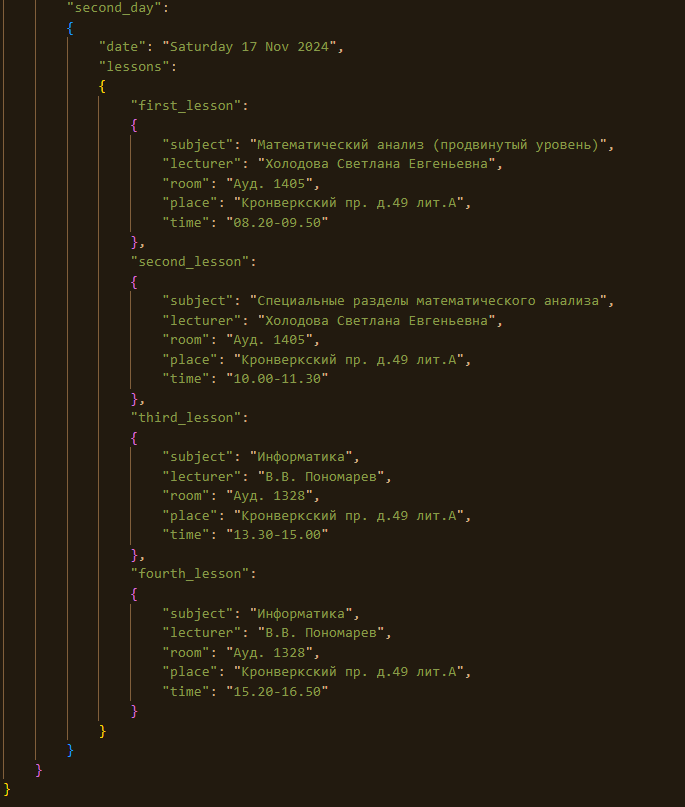 "second_day":
{
"date": "Saturday 17 Nov 2024",
"lessons":
{
"first_lesson":
{
"subject": "Математический анализ (продвинутый уровень)",
"lecturer": "Холодова Светлана Евгеньевна",
"room": "Ауд. 1405",
"place": "Кронверкский пр. д.49 лит.А",
"time": "08.20-09.50"
},
"second_lesson":
{
"subject": "Специальные разделы математического анализа",
"lecturer": "Холодова Светлана Евгеньевна",
"room": "Ауд. 1405",
"place": "Кронверкский пр. д.49 лит.А",
"time": "10.00-11.30"
},
"third_lesson":
{
"subject": "Информатика",
"lecturer": "В.В. Пономарев",
"room": "Ауд. 1328",
"place": "Кронверкский пр. д.49 лит.А",
"time": "13.30-15.00"
},
"fourth_lesson":
{
"subject": "Информатика",
"lecturer": "В.В. Пономарев",
"room": "Ауд. 1328",
"place": "Кронверкский пр. д.49 лит.А",
"time": "15.20-16.50"
}
}
}
}
}